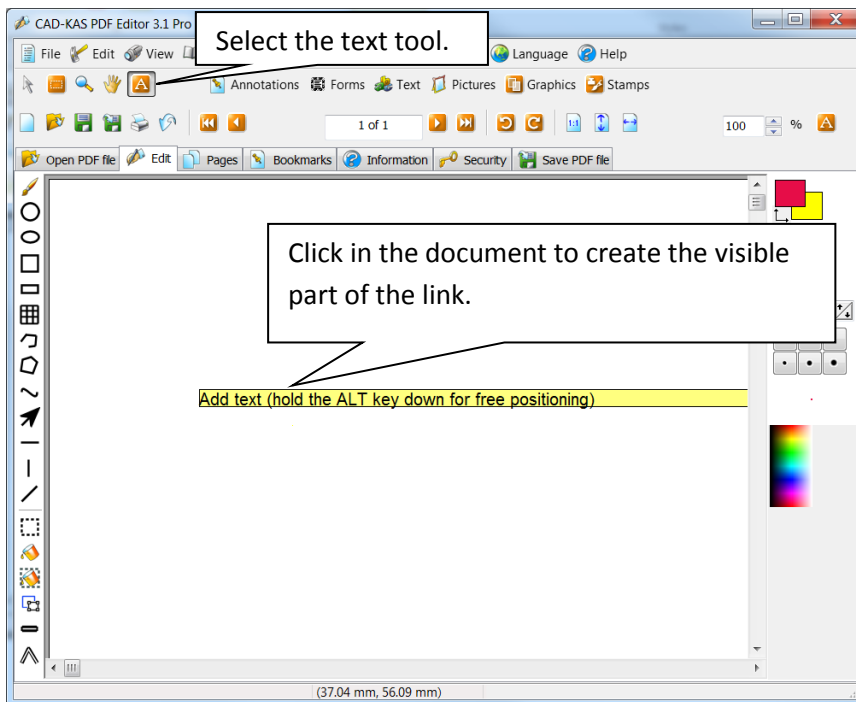 CAD-KAS PDF Editor 3.1 Pro
Select the text tool.
File Edit View Language Help
A Annotations Forms Text Pictures Graphics Stamps
1 of 1 1:1 100 % A
Open PDF file Edit Pages Bookmarks Information Security Save PDF file
Click in the document to create the visible
part of the link.
Add text (hold the ALT key down for free positioning)
(37.04 mm, 56.09 mm)